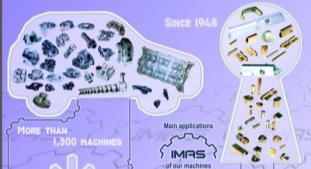 SINCE 1948
MORE THAN
1,300 MACHINES
Main applications
IMAS
of our machines